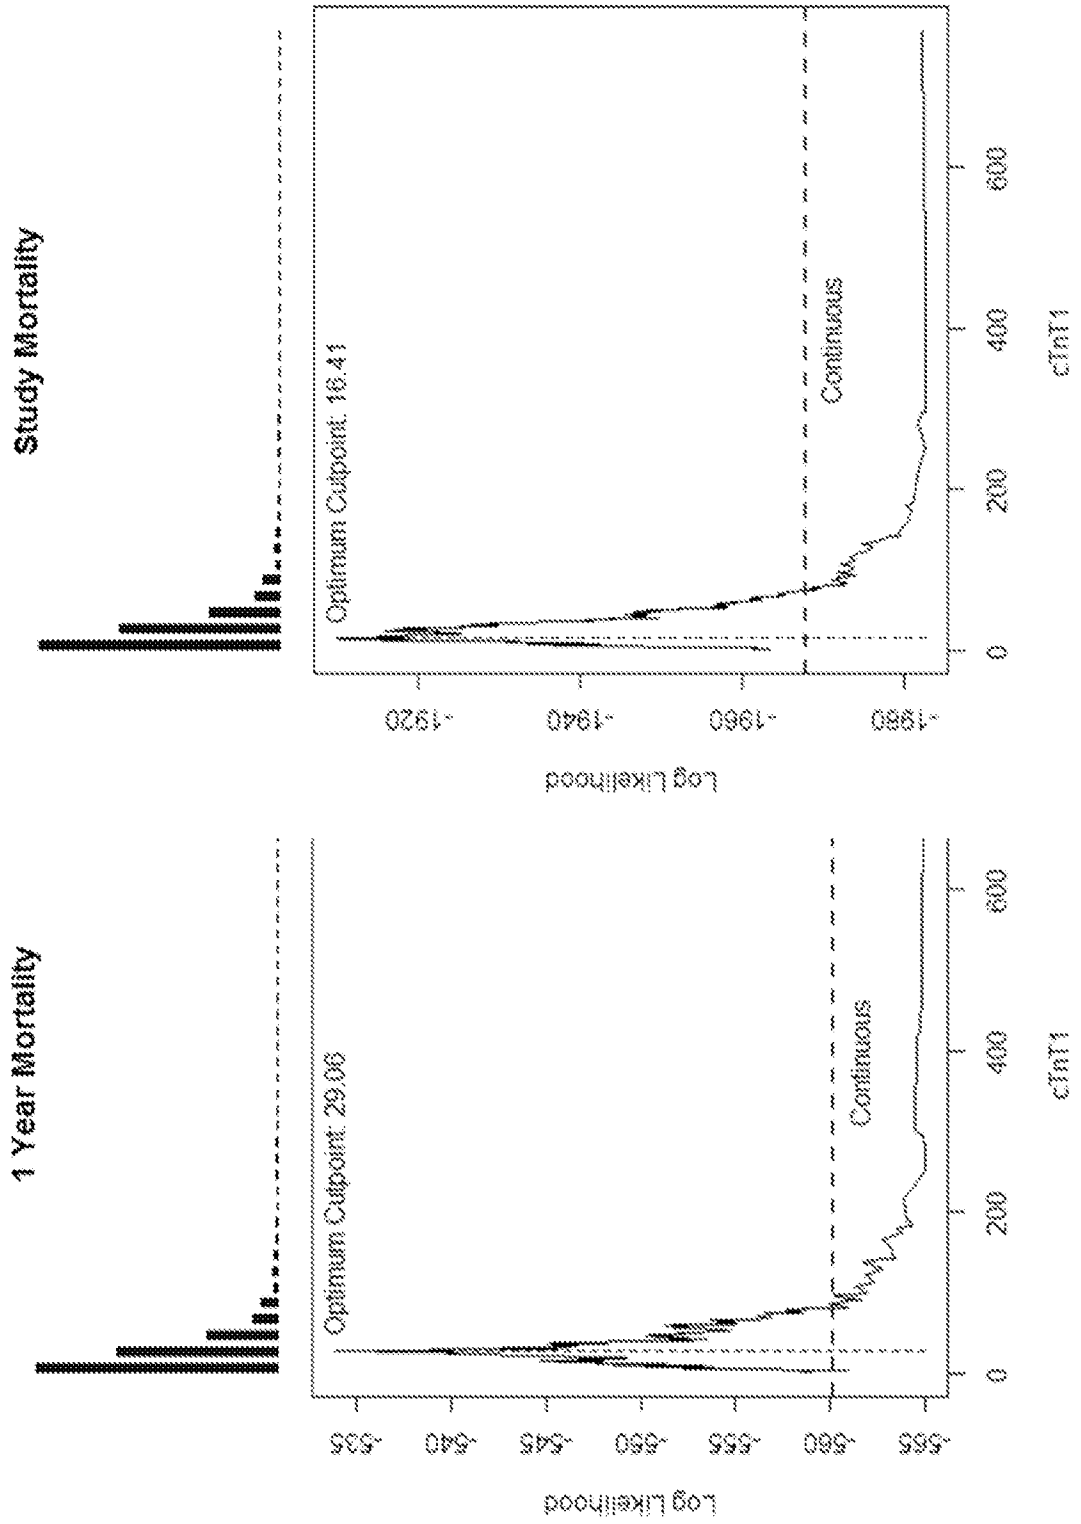 1 Year Mortality
Optimum Cutpoint: 29.06
Continuous
Log Likelihood
-535
-540
-545
-550
-555
-560
-565
0
200
400
600
cTnT1
Study Mortality
Optimum Cutpoint: 16.41
Continuous
Log Likelihood
-1920
-1940
-1960
-1980
0
200
400
600
cTnT1